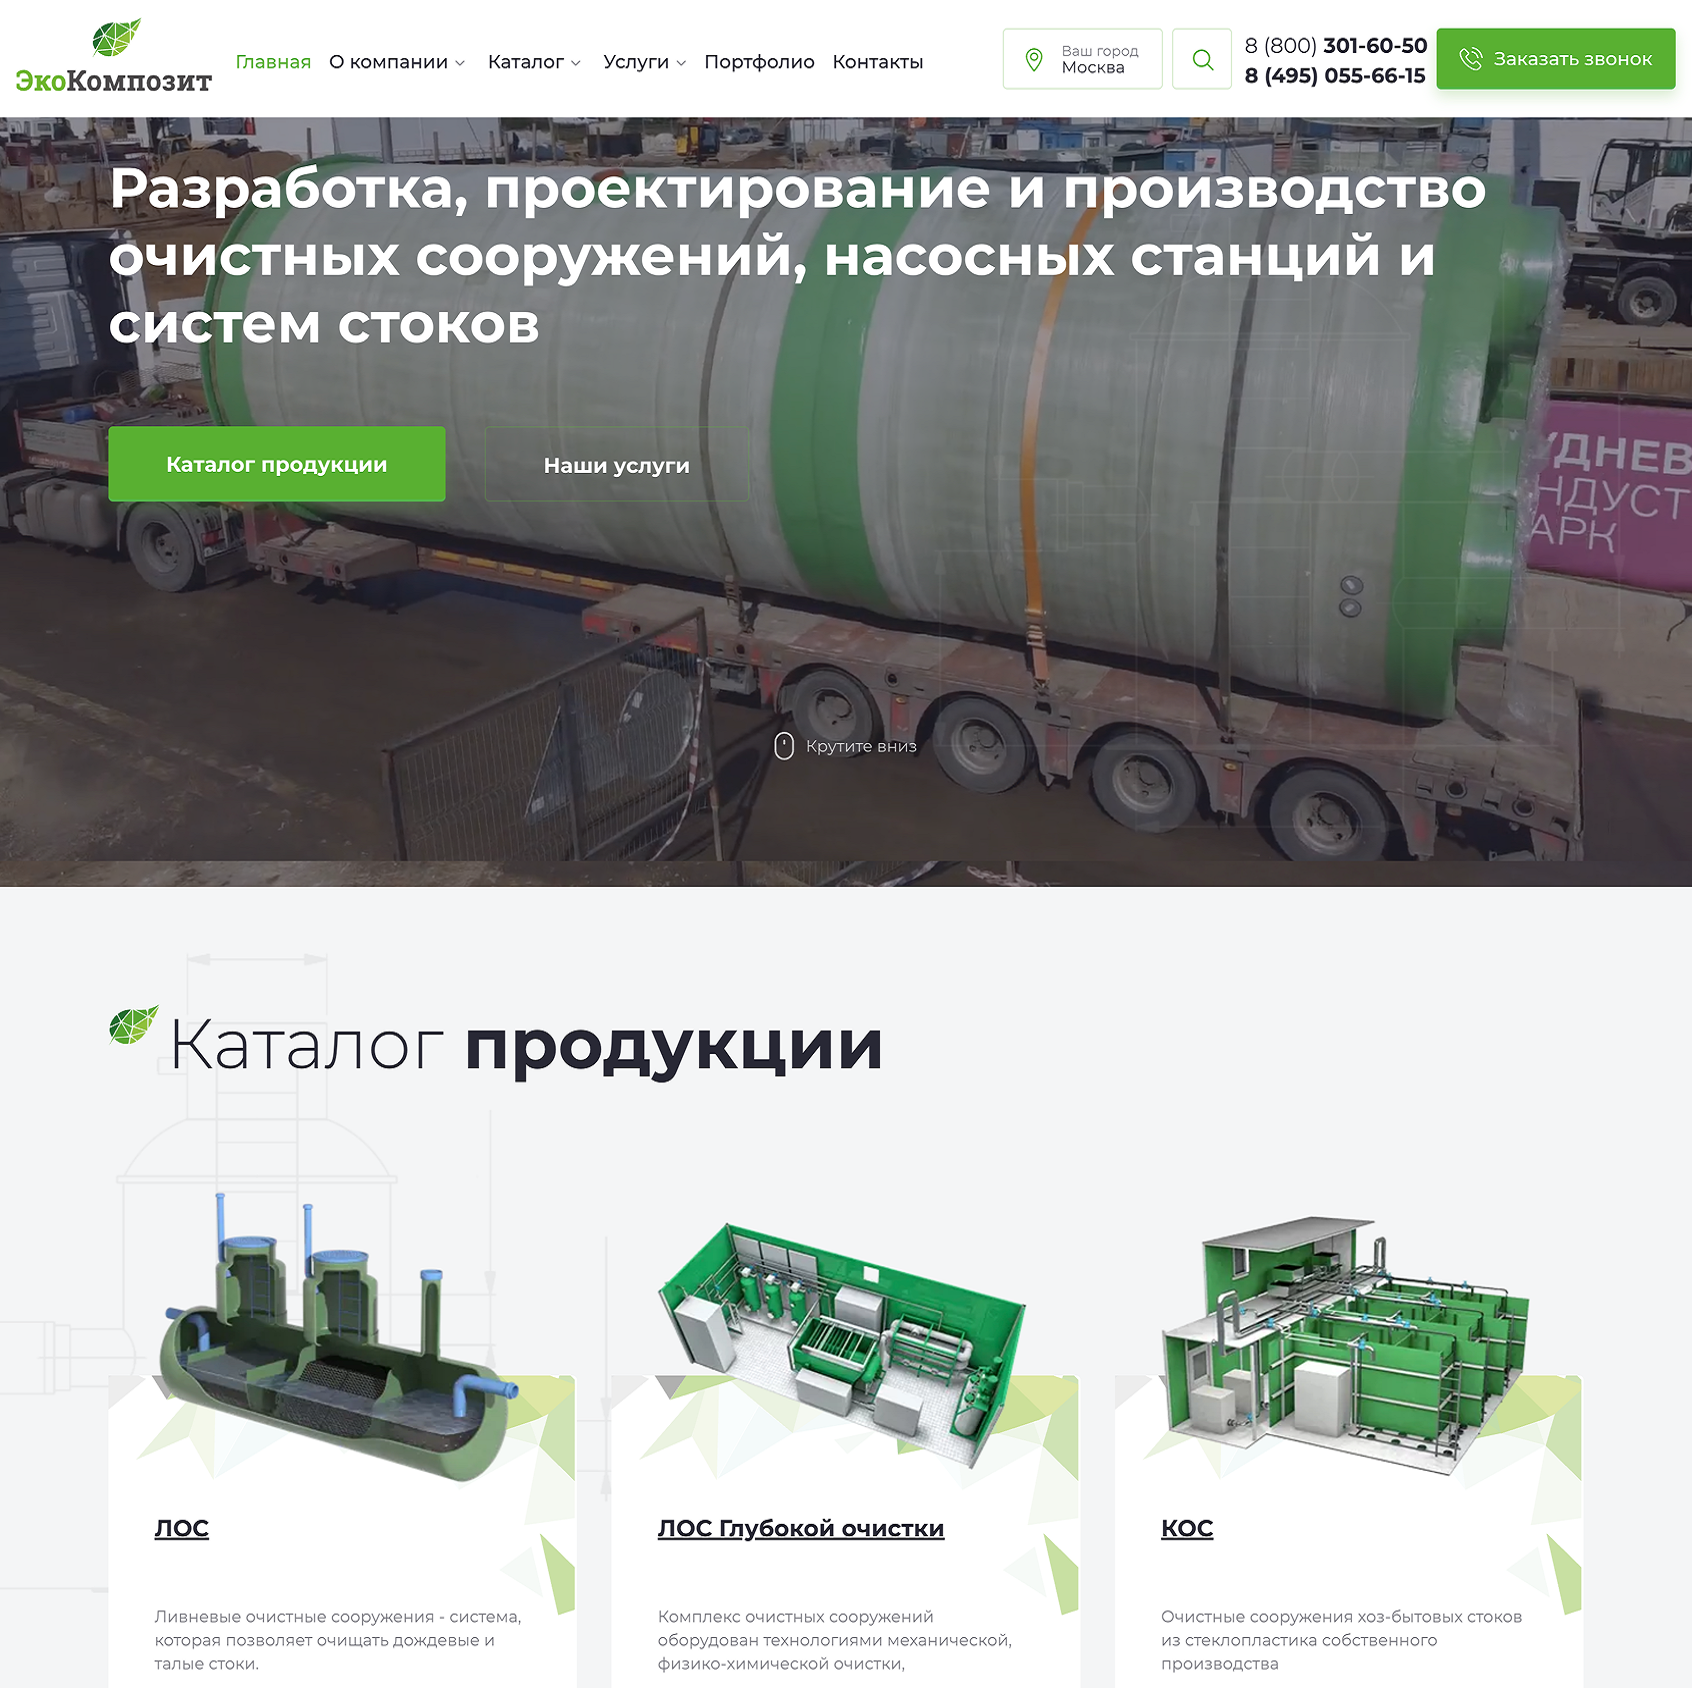 ЭкоКомпозит
Главная О компании Каталог Услуги Портфолио Контакты
Ваш город
Москва
8 (800) 301-60-50
8 (495) 055-66-15
Заказать звонок
Разработка, проектирование и производство
очистных сооружений, насосных станций и
систем стоков
Каталог продукции
Наши услуги
УДНЕВ
НДУСТ
АРК
Крутите вниз
Каталог продукции
ЛОС
Ливневые очистные сооружения - система,
которая позволяет очищать дождевые и
талые стоки.
ЛОС Глубокой очистки
Комплекс очистных сооружений
оборудован технологиями механической,
физико-химической очистки,
КОС
Очистные сооружения хоз-бытовых стоков
из стеклопластика собственного
производства